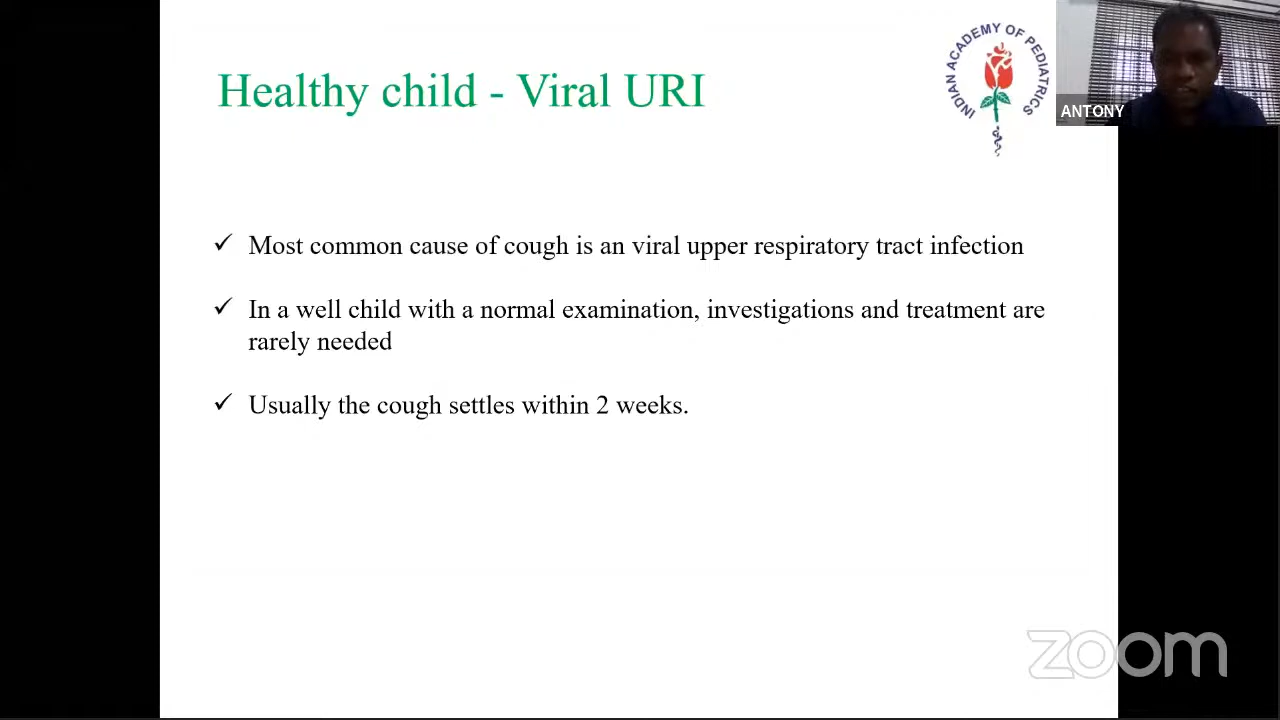 Healthy child - Viral URI
INDIAN ACADEMY OF PEDIATRICS
ANTONY
✓ Most common cause of cough is an viral upper respiratory tract infection
✓ In a well child with a normal examination, investigations and treatment are
rarely needed
✓ Usually the cough settles within 2 weeks.
zoom